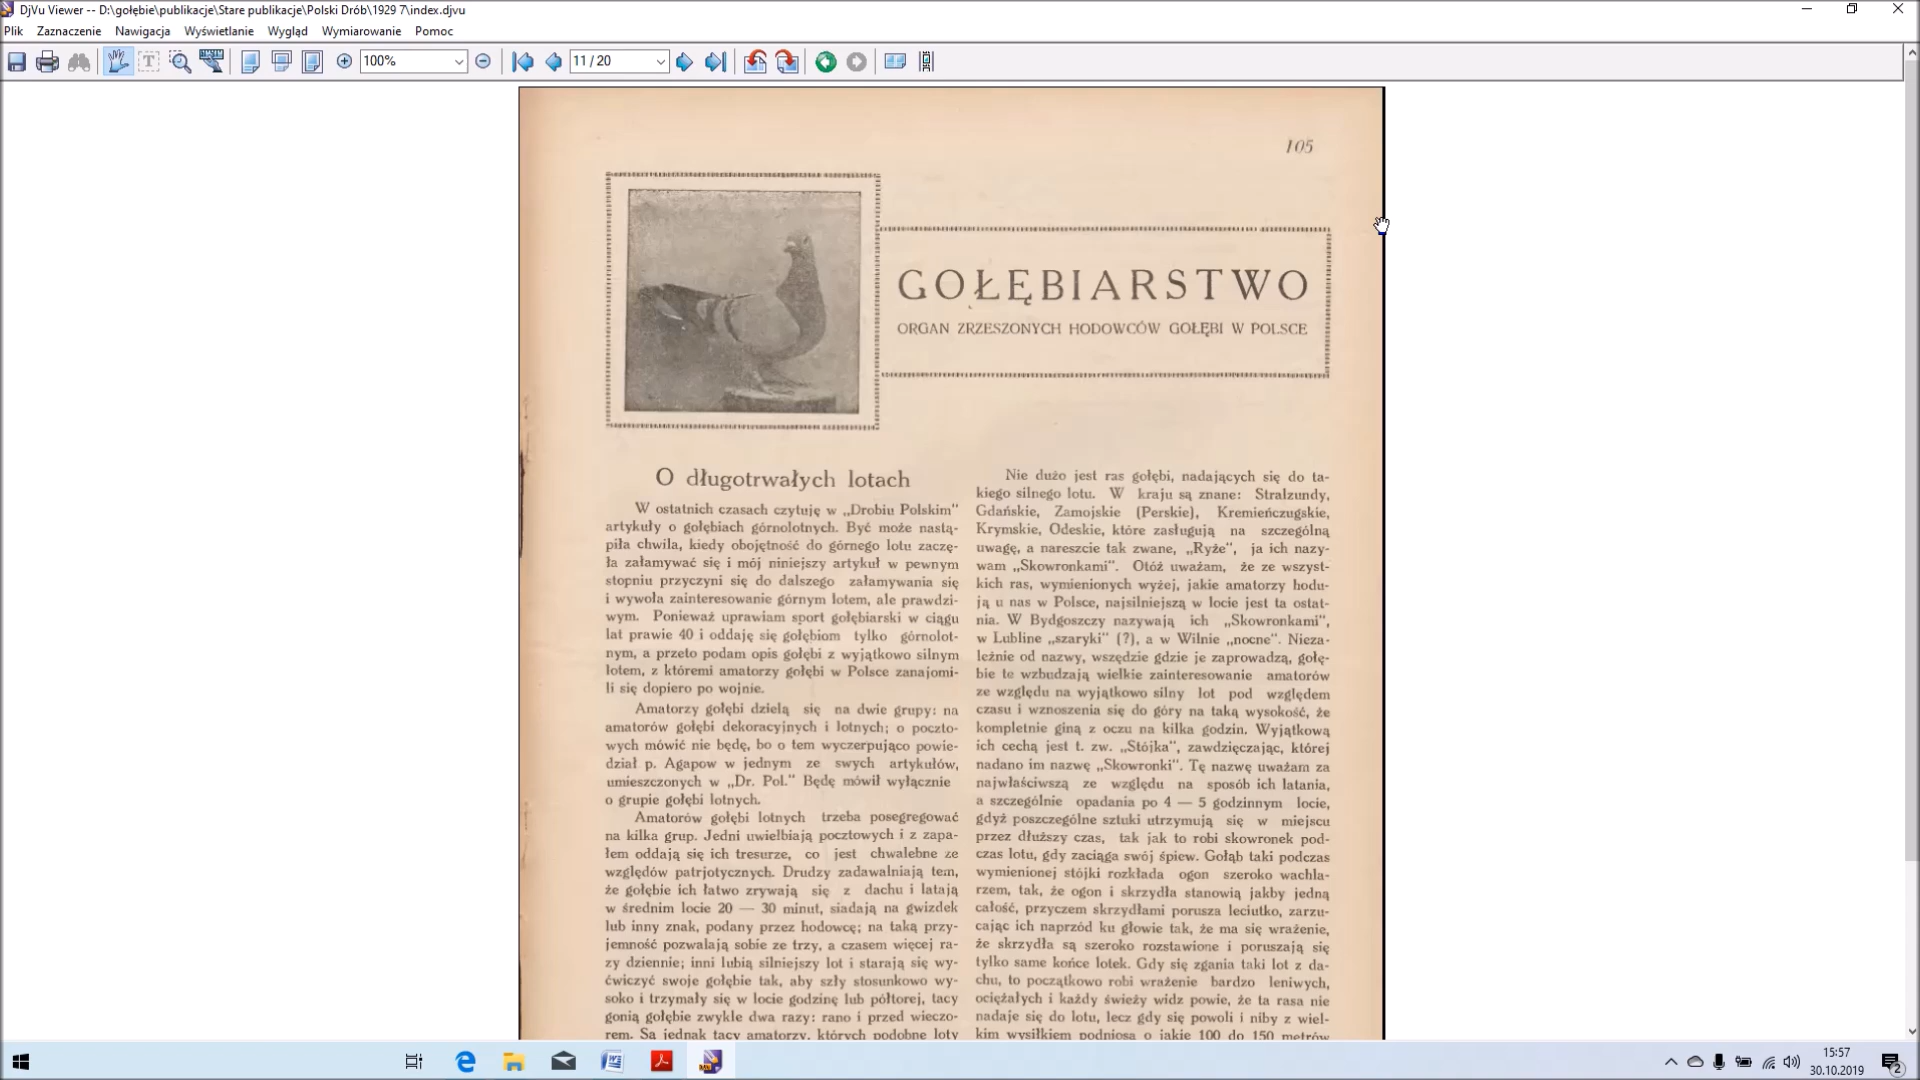 DjVu Viewer -- D:\gołębie\publikacje\Stare publikacje\Polski Drób\1929 7\index.djvu
Plik Zaznaczenie Nawigacja Wyświetlanie Wygląd Wymiarowanie Pomoc
100%
11 / 20
105
GOŁĘBIARSTWO
ORGAN ZRZESZONYCH HODOWCÓW GOŁĘBI W POLSCE
O długotrwałych lotach
W ostatnich czasach czytuję w „Drobiu Polskim"
artykuły o gołębiach górnolotnych. Być może nastą-
piła chwila, kiedy obojętność do górnego lotu zaczę-
ła załamywać się i mój niniejszy artykuł w pewnym
stopniu przyczyni się do dalszego załamywania się
i wywoła zainteresowanie górnym lotem, ale prawdzi-
wym. Ponieważ uprawiam sport gołębiarski w ciągu
lat prawie 40 i oddaję się gołębiom tylko górnolot-
nym, a przeto podam opis gołębi z wyjątkowo silnym
lotem, z któremi amatorzy gołębi w Polsce zanajomi-
li się dopiero po wojnie.
Amatorzy gołębi dzielą się na dwie grupy: na
amatorów gołębi dekoracyjnych i lotnych; o poczto-
wych mówić nie będę, bo o tem wyczerpująco powie-
dział p. Agapow w jednym ze swych artykułów,
umieszczonych w „Dr. Pol." Będę mówił wyłącznie
o grupie gołębi lotnych.
Amatorów gołębi lotnych trzeba posegregować
na kilka grup. Jedni uwielbiają pocztowych i z zapa-
łem oddają się ich tresurze, co jest chwalebne ze
względów patrjotycznych. Drudzy zadawalniają tem,
że gołębie ich łatwo zrywają się z dachu i latają
w średnim locie 20 — 30 minut, siadają na gwizdek
lub inny znak, podany przez hodowcę; na taką przy-
jemność pozwalają sobie ze trzy, a czasem więcej ra-
zy dziennie; inni lubią silniejszy lot i starają się wy-
ćwiczyć swoje gołębie tak, aby szły stosunkowo wy-
soko i trzymały się w locie godzinę lub półtorej, tacy
gonią gołębie zwykle dwa razy: rano i przed wieczo-
rem. Są jednak tacy amatorzy, których podobne loty
Nie dużo jest ras gołębi, nadających się do ta-
kiego silnego lotu. W kraju są znane: Stralzundy,
Gdańskie, Zamojskie (Perskie), Kremieńczugskie,
Krymskie, Odeskie, które zasługują na szczególną
uwagę, a nareszcie tak zwane, „Ryże", ja ich nazy-
wam „Skowronkami". Otóż uważam, że ze wszyst-
kich ras, wymienionych wyżej, jakie amatorzy hodu-
ją u nas w Polsce, najsilniejszą w locie jest ta ostat-
nia. W Bydgoszczy nazywają ich „Skowronkami",
w Lubline „szaryki" (?), a w Wilnie „nocne". Nieza-
leżnie od nazwy, wszędzie gdzie je zaprowadzą, gołę-
bie te wzbudzają wielkie zainteresowanie amatorów
ze względu na wyjątkowo silny lot pod względem
czasu i wznoszenia się do góry na taką wysokość, że
kompletnie giną z oczu na kilka godzin. Wyjątkową
ich cechą jest t. zw. „Stójka", zawdzięczając, której
nadano im nazwę „Skowronki". Tę nazwę uważam za
najwłaściwszą ze względu na sposób ich latania,
a szczególnie opadania po 4 — 5 godzinnym locie,
gdyż poszczególne sztuki utrzymują się w miejscu
przez dłuższy czas, tak jak to robi skowronek pod-
czas lotu, gdy zaciąga swój śpiew. Gołąb taki podczas
wymienionej stójki rozkłada ogon szeroko wachla-
rzem, tak, że ogon i skrzydła stanowią jakby jedną
całość, przyczem skrzydłami porusza leciutko, zarzu-
cając ich naprzód ku głowie tak, że ma się wrażenie,
że skrzydła są szeroko rozstawione i poruszają się
tylko same końce lotek. Gdy się zgania taki lot z da-
chu, to początkowo robi wrażenie bardzo leniwych,
ociężałych i każdy świeży widz powie, że ta rasa nie
nadaje się do lotu, lecz gdy się powoli i niby z wiel-
kim wysiłkiem podniosą o jakie 100 do 150 metrów
15:57
30.10.2019
2